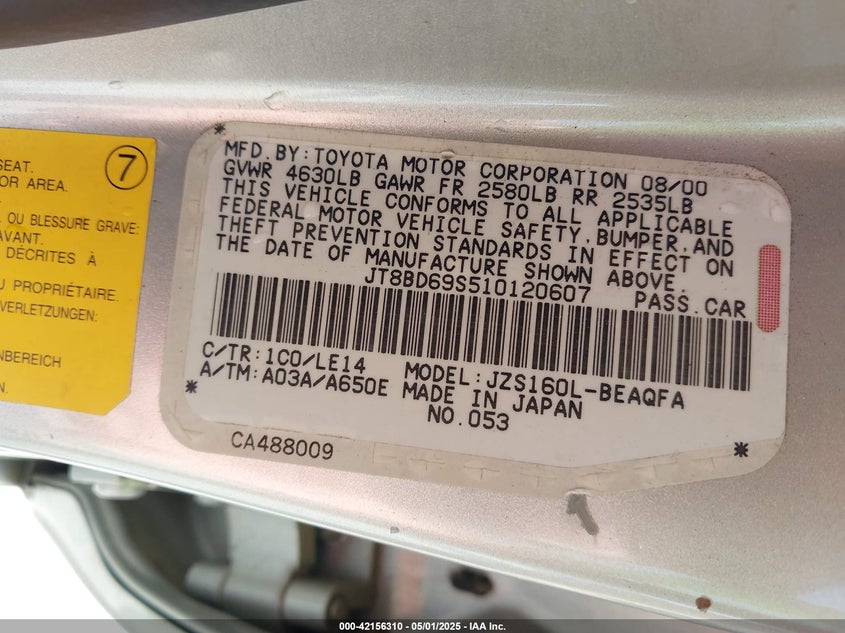 7
SEAT.
OR AREA.
OU BLESSURE GRAVE:
AVANT.
DÉCRITES À
PROPRIÉTAIRE.
VERLETZUNGEN:
NBEREICH
MFD. BY: TOYOTA MOTOR CORPORATION 08/00
GVWR 4630LB GAWR FR 2580LB RR 2535LB
THIS VEHICLE CONFORMS TO ALL APPLICABLE
FEDERAL MOTOR VEHICLE SAFETY, BUMPER, AND
THEFT PREVENTION STANDARDS IN EFFECT ON
THE DATE OF MANUFACTURE SHOWN ABOVE.
JT8BD69S510120607 PASS. CAR
C/TR: 1C0/LE14 MODEL: JZS160L-BEAQFA
A/TM: A03A/A650E MADE IN JAPAN
NO. 053
CA488009
000-42156310 - 05/01/2025 - IAA Inc.